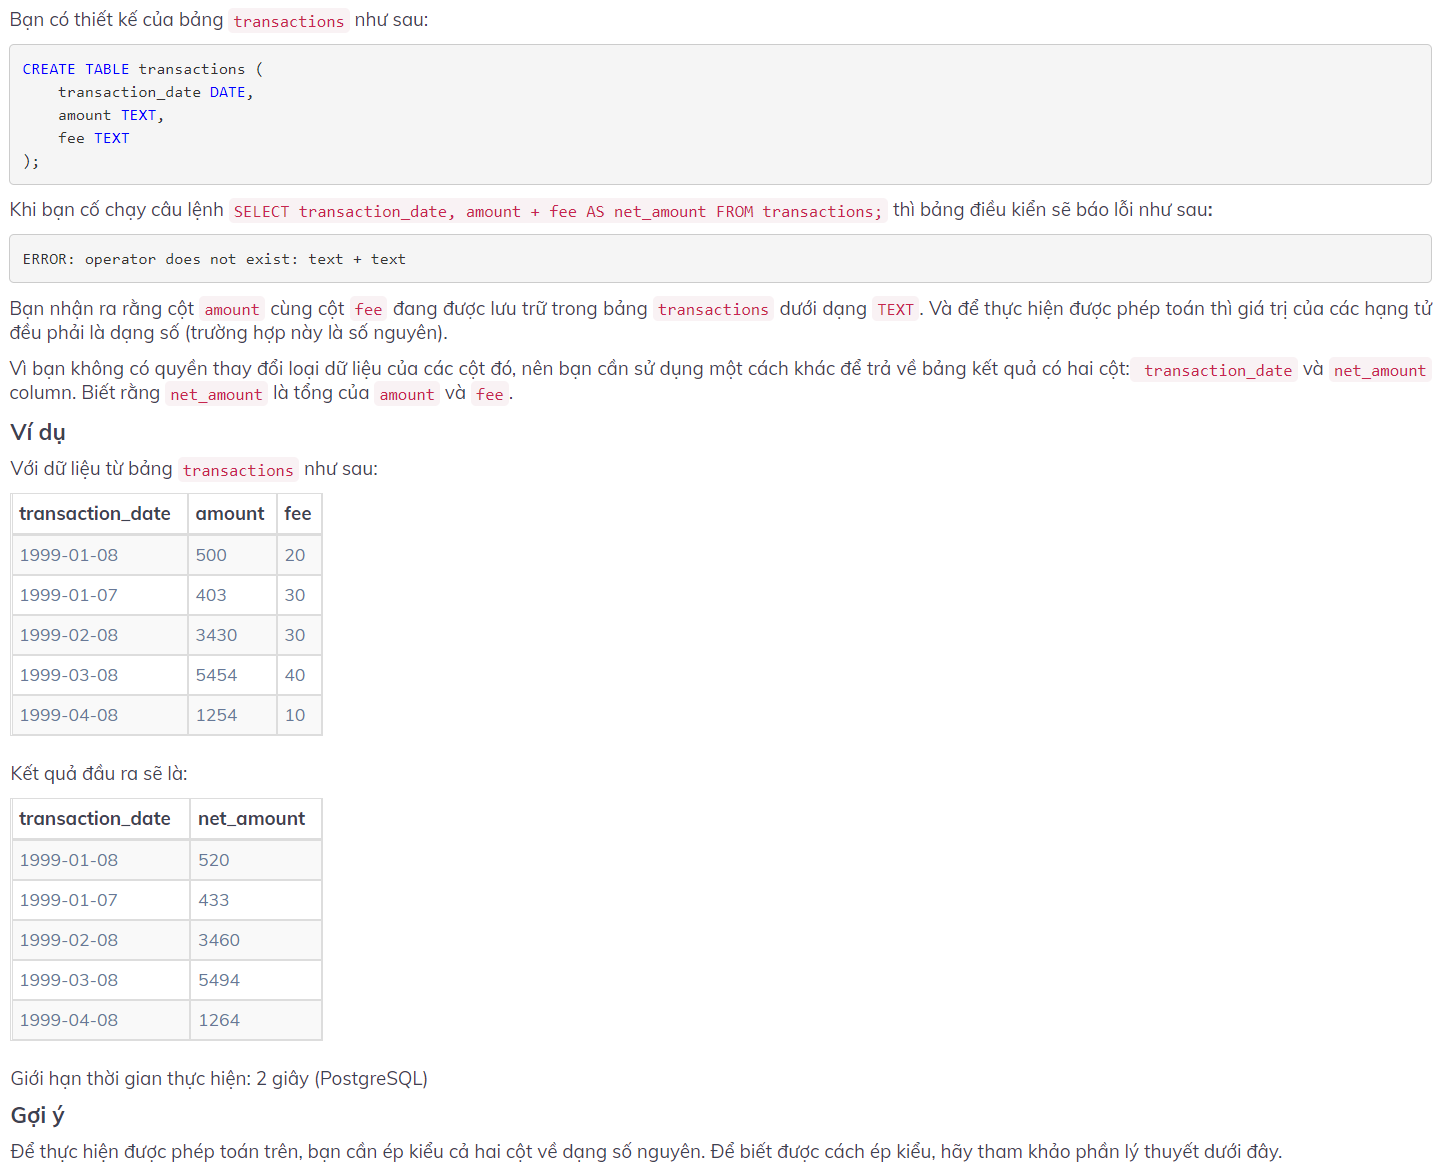 Bạn có thiết kế của bảng transactions như sau:
CREATE TABLE transactions (
    transaction_date DATE,
    amount TEXT,
    fee TEXT
);
Khi bạn cố chạy câu lệnh SELECT transaction_date, amount + fee AS net_amount FROM transactions; thì bảng điều kiển sẽ báo lỗi như sau:
ERROR: operator does not exist: text + text
Bạn nhận ra rằng cột amount cùng cột fee đang được lưu trữ trong bảng transactions dưới dạng TEXT. Và để thực hiện được phép toán thì giá trị của các hạng tử
đều phải là dạng số (trường hợp này là số nguyên).
Vì bạn không có quyền thay đổi loại dữ liệu của các cột đó, nên bạn cần sử dụng một cách khác để trả về bảng kết quả có hai cột: transaction_date và net_amount
column. Biết rằng net_amount là tổng của amount và fee.
Ví dụ
Với dữ liệu từ bảng transactions như sau:
transaction_date amount fee
1999-01-08 500 20
1999-01-07 403 30
1999-02-08 3430 30
1999-03-08 5454 40
1999-04-08 1254 10
Kết quả đầu ra sẽ là:
transaction_date net_amount
1999-01-08 520
1999-01-07 433
1999-02-08 3460
1999-03-08 5494
1999-04-08 1264
Giới hạn thời gian thực hiện: 2 giây (PostgreSQL)
Gợi ý
Để thực hiện được phép toán trên, bạn cần ép kiểu cả hai cột về dạng số nguyên. Để biết được cách ép kiểu, hãy tham khảo phần lý thuyết dưới đây.